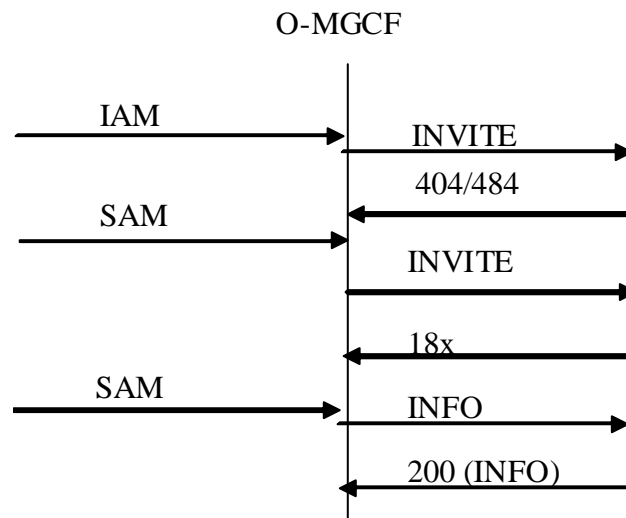 O-MGCF
IAM
INVITE
404/484
SAM
INVITE
18x
SAM
INFO
200 (INFO)